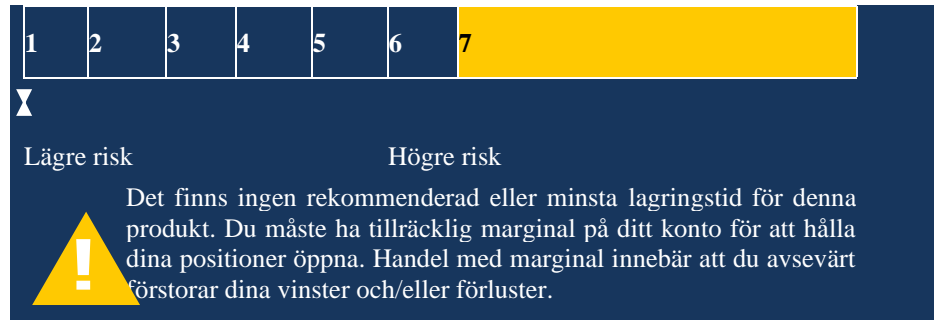 1 2 3 4 5 6 7
Lägre risk Högre risk
Det finns ingen rekommenderad eller minsta lagringstid för denna
produkt. Du måste ha tillräcklig marginal på ditt konto för att hålla
dina positioner öppna. Handel med marginal innebär att du avsevärt
förstorar dina vinster och/eller förluster.